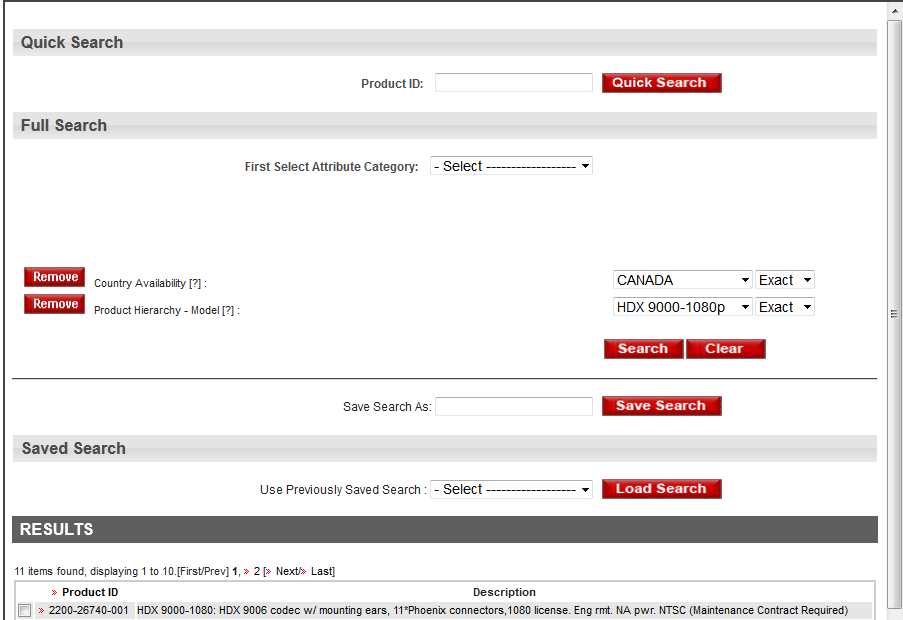 Quick Search
Product ID: Quick Search
Full Search
First Select Attribute Category: - Select ------------------
Remove Country Availability [?] : CANADA Exact
Remove Product Hierarchy - Model [?] : HDX 9000-1080p Exact
Search Clear
Save Search As: Save Search
Saved Search
Use Previously Saved Search : - Select ------------------ Load Search
RESULTS
11 items found, displaying 1 to 10.[First/Prev] 1, » 2 [» Next/» Last]
» Product ID Description
» 2200-26740-001 HDX 9000-1080: HDX 9006 codec w/ mounting ears, 11*Phoenix connectors,1080 license. Eng rmt. NA pwr. NTSC (Maintenance Contract Required)